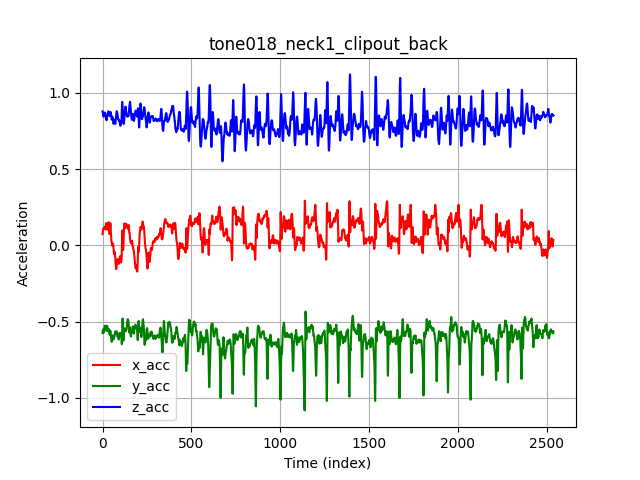 tone018_neck1_clipout_back
1.0
0.5
0.0
−0.5
−1.0
Acceleration
x_acc
y_acc
z_acc
0 500 1000 1500 2000 2500
Time (index)